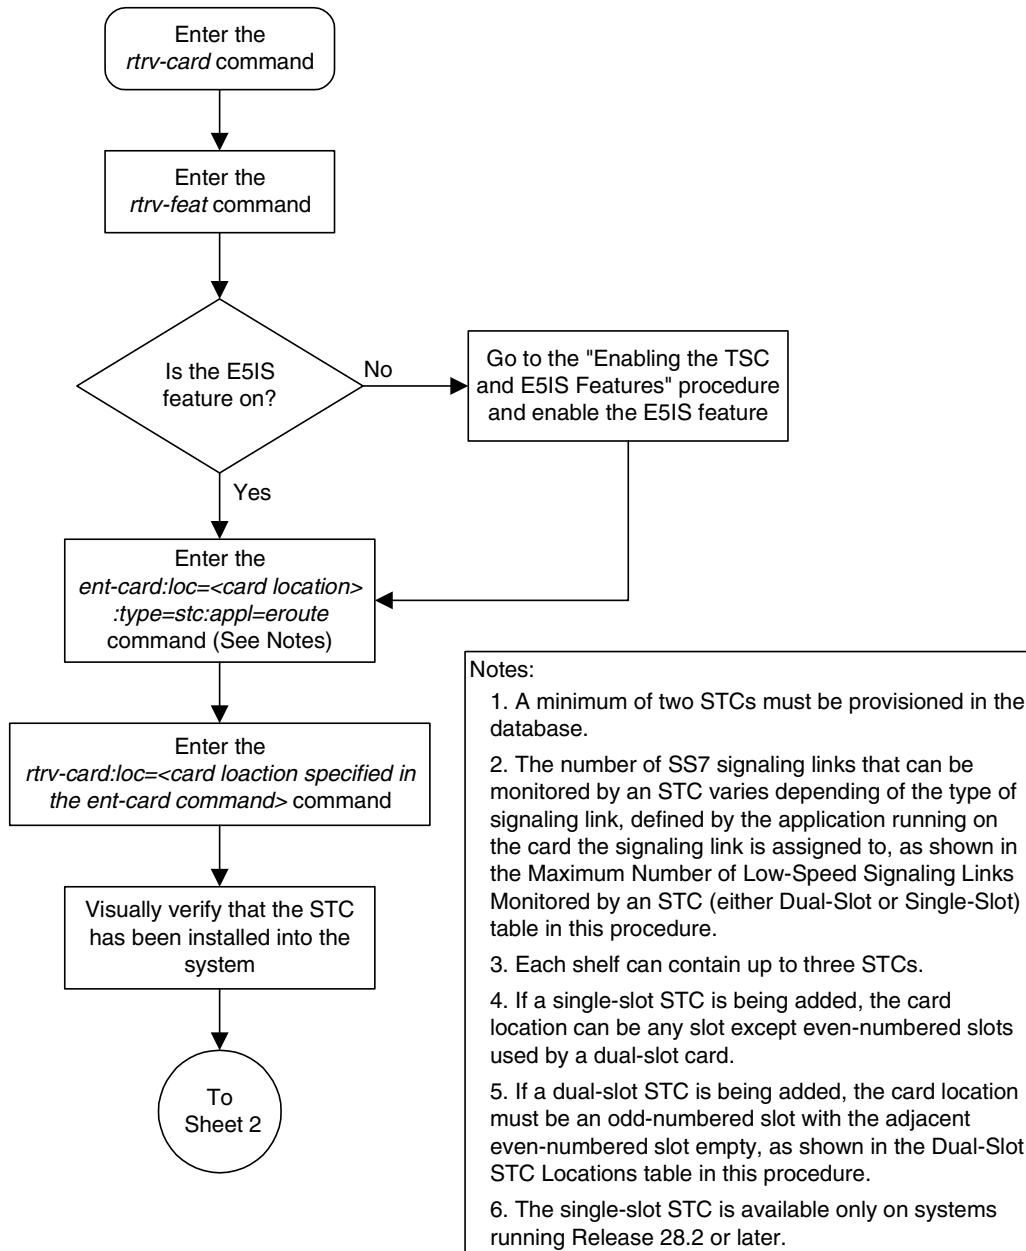 Enter the
rtrv-card command
Enter the
rtrv-feat command
Is the E5IS
feature on?
No
Go to the "Enabling the TSC
and E5IS Features" procedure
and enable the E5IS feature
Yes
Enter the
ent-card:loc=<card location>
:type=stc:appl=eroute
command (See Notes)
Enter the
rtrv-card:loc=<card loaction specified in
the ent-card command> command
Visually verify that the STC
has been installed into the
system
To
Sheet 2
Notes:
1. A minimum of two STCs must be provisioned in the
database.
2. The number of SS7 signaling links that can be
monitored by an STC varies depending of the type of
signaling link, defined by the application running on
the card the signaling link is assigned to, as shown in
the Maximum Number of Low-Speed Signaling Links
Monitored by an STC (either Dual-Slot or Single-Slot)
table in this procedure.
3. Each shelf can contain up to three STCs.
4. If a single-slot STC is being added, the card
location can be any slot except even-numbered slots
used by a dual-slot card.
5. If a dual-slot STC is being added, the card location
must be an odd-numbered slot with the adjacent
even-numbered slot empty, as shown in the Dual-Slot
STC Locations table in this procedure.
6. The single-slot STC is available only on systems
running Release 28.2 or later.